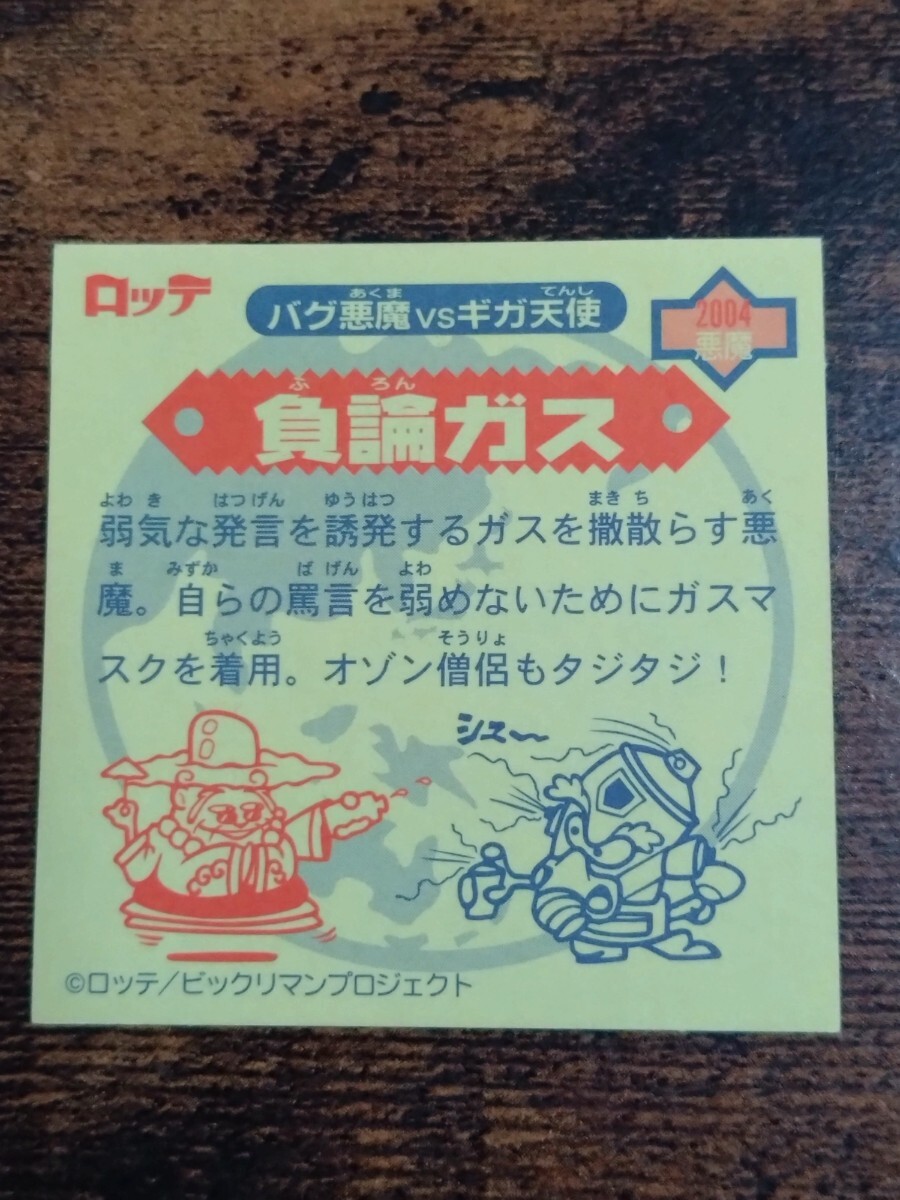 ロッテ
バグ悪魔vsギガ天使
あくま
てんし
2004
悪魔
ふろん
負論ガス
よわき はつげん ゆうはつ まきち あく
弱気な発言を誘発するガスを撒散らす悪
ま みずか ばげん よわ
魔。自らの罵言を弱めないためにガスマ
ちゃくよう そうりょ
スクを着用。オゾン僧侶もタジタジ!
シュ〜
©ロッテ/ビックリマンプロジェクト